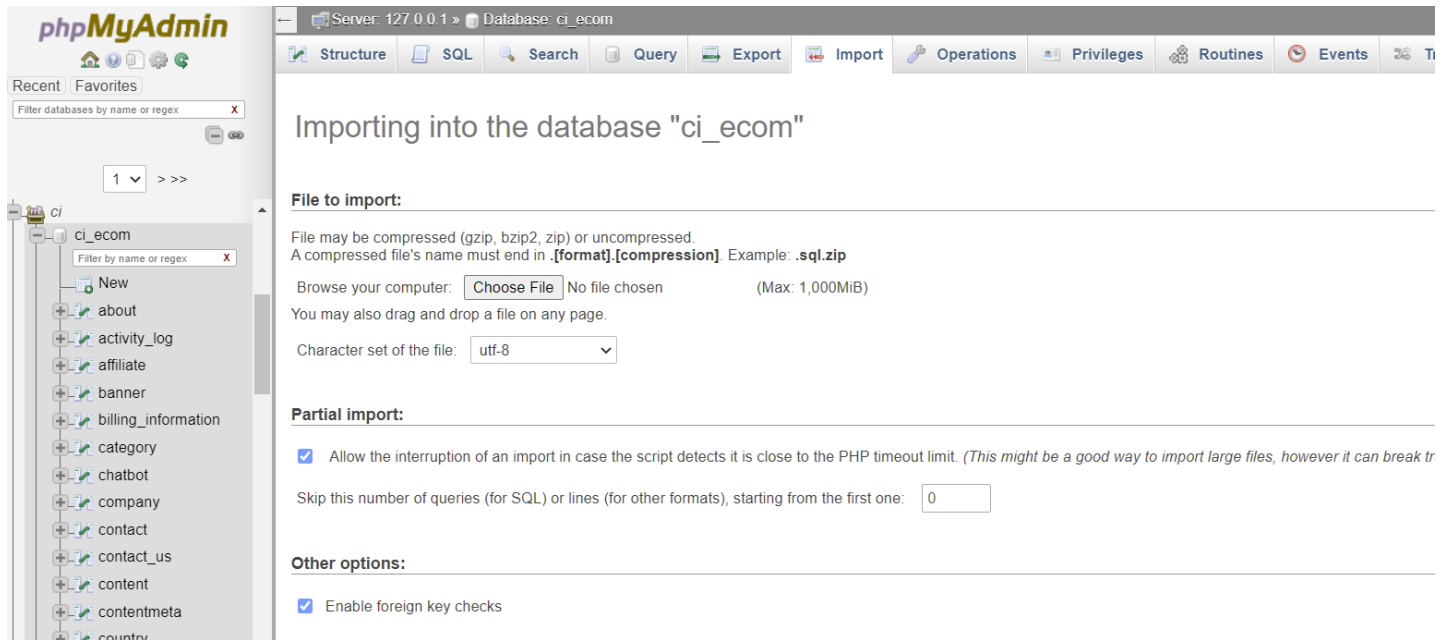 phpMyAdmin
Recent Favorites
Filter databases by name or regex X
1 > >>
ci
ci_ecom
Filter by name or regex X
New
about
activity_log
affiliate
banner
billing_information
category
chatbot
company
contact
contact_us
content
contentmeta
country
← Server: 127.0.0.1 » Database: ci_ecom
Structure SQL Search Query Export Import Operations Privileges Routines Events
Importing into the database "ci_ecom"
File to import:
File may be compressed (gzip, bzip2, zip) or uncompressed.
A compressed file's name must end in .[format].[compression]. Example: .sql.zip
Browse your computer: Choose File No file chosen (Max: 1,000MiB)
You may also drag and drop a file on any page.
Character set of the file: utf-8
Partial import:
Allow the interruption of an import in case the script detects it is close to the PHP timeout limit. (This might be a good way to import large files, however it can break
Skip this number of queries (for SQL) or lines (for other formats), starting from the first one: 0
Other options:
Enable foreign key checks